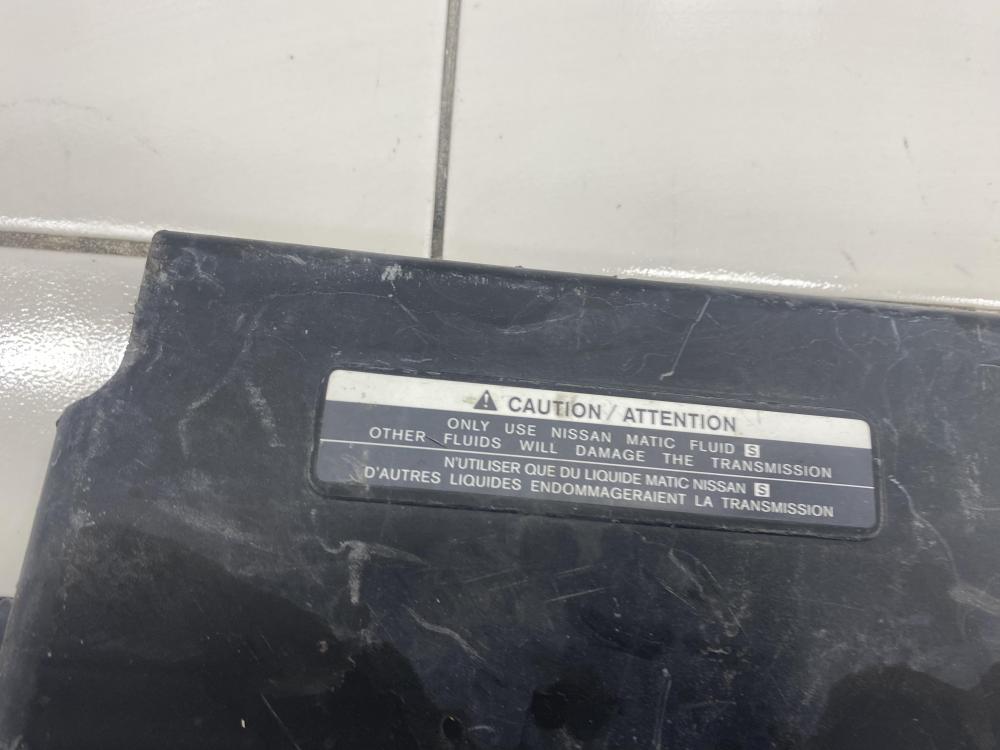 CAUTION / ATTENTION
ONLY USE NISSAN MATIC FLUID S
OTHER FLUIDS WILL DAMAGE THE TRANSMISSION
N'UTILISER QUE DU LIQUIDE MATIC NISSAN S
D'AUTRES LIQUIDES ENDOMMAGERAIENT LA TRANSMISSION